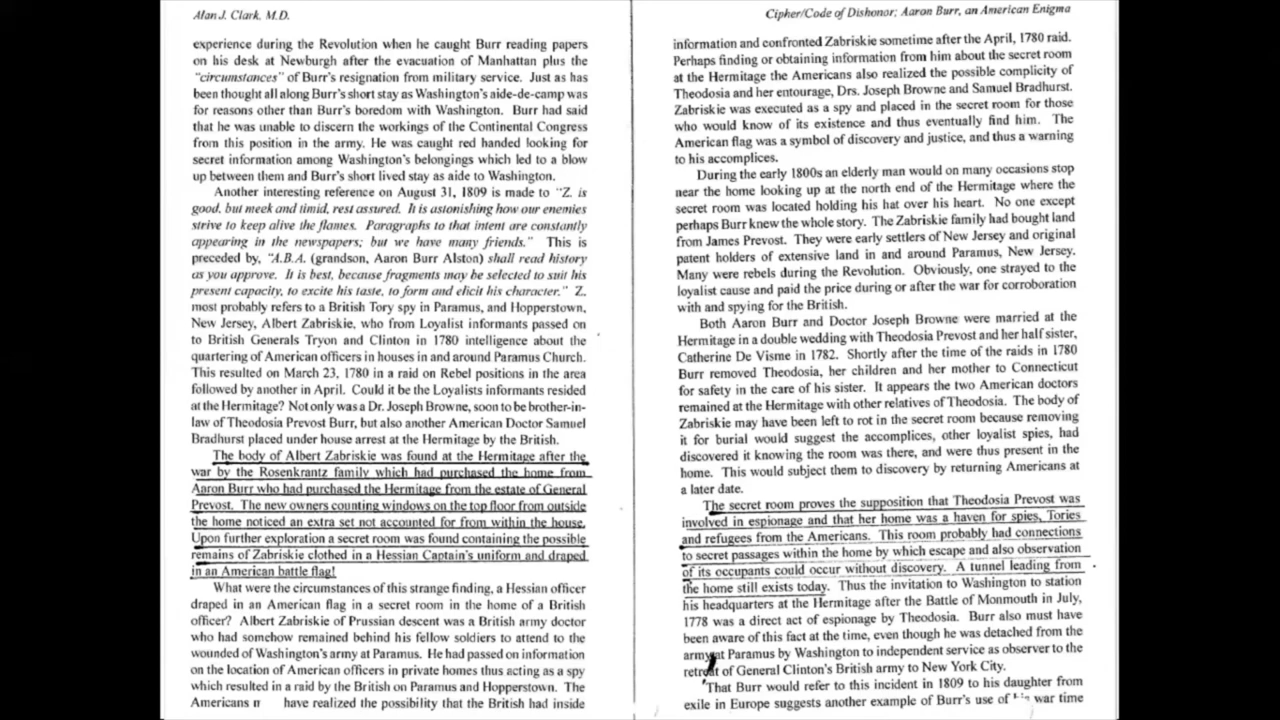 Alan J. Clark, M.D.
experience during the Revolution when he caught Burr reading papers
on his desk at Newburgh after the evacuation of Manhattan plus the
"circumstances" of Burr's resignation from military service. Just as has
been thought all along Burr's short stay as Washington's aide-de-camp was
for reasons other than Burr's boredom with Washington. Burr had said
that he was unable to discern the workings of the Continental Congress
from this position in the army. He was caught red handed looking for
secret information among Washington's belongings which led to a blow
up between them and Burr's short lived stay as aide to Washington.
Another interesting reference on August 31, 1809 is made to "Z. is
good, but meek and timid, rest assured. It is astonishing how our enemies
strive to keep alive the flames. Paragraphs to that intent are constantly
appearing in the newspapers; but we have many friends." This is
preceded by, "A.B.A. (grandson, Aaron Burr Alston) shall read history
as you approve. It is best, because fragments may be selected to suit his
present capacity, to excite his taste, to form and elicit his character." Z.
most probably refers to a British Tory spy in Paramus, and Hopperstown,
New Jersey, Albert Zabriskie, who from Loyalist informants passed on
to British Generals Tryon and Clinton in 1780 intelligence about the
quartering of American officers in houses in and around Paramus Church.
This resulted on March 23, 1780 in a raid on Rebel positions in the area
followed by another in April. Could it be the Loyalists informants resided
at the Hermitage? Not only was a Dr. Joseph Browne, soon to be brother-in-
law of Theodosia Prevost Burr, but also another American Doctor Samuel
Bradhurst placed under house arrest at the Hermitage by the British.
The body of Albert Zabriskie was found at the Hermitage after the
war by the Rosenkrantz family which had purchased the home from
Aaron Burr who had purchased the Hermitage from the estate of General
Prevost. The new owners counting windows on the top floor from outside
the home noticed an extra set not accounted for from within the house.
Upon further exploration a secret room was found containing the possible
remains of Zabriskie clothed in a Hessian Captain's uniform and draped
in an American battle flag!
What were the circumstances of this strange finding, a Hessian officer
draped in an American flag in a secret room in the home of a British
officer? Albert Zabriskie of Prussian descent was a British army doctor
who had somehow remained behind his fellow soldiers to attend to the
wounded of Washington's army at Paramus. He had passed on information
on the location of American officers in private homes thus acting as a spy
which resulted in a raid by the British on Paramus and Hopperstown. The
Americans m have realized the possibility that the British had inside
Cipher/Code of Dishonor; Aaron Burr, an American Enigma
information and confronted Zabriskie sometime after the April, 1780 raid.
Perhaps finding or obtaining information from him about the secret room
at the Hermitage the Americans also realized the possible complicity of
Theodosia and her entourage, Drs. Joseph Browne and Samuel Bradhurst.
Zabriskie was executed as a spy and placed in the secret room for those
who would know of its existence and thus eventually find him. The
American flag was a symbol of discovery and justice, and thus a warning
to his accomplices.
During the early 1800s an elderly man would on many occasions stop
near the home looking up at the north end of the Hermitage where the
secret room was located holding his hat over his heart. No one except
perhaps Burr knew the whole story. The Zabriskie family had bought land
from James Prevost. They were early settlers of New Jersey and original
patent holders of extensive land in and around Paramus, New Jersey.
Many were rebels during the Revolution. Obviously, one strayed to the
loyalist cause and paid the price during or after the war for corroboration
with and spying for the British.
Both Aaron Burr and Doctor Joseph Browne were married at the
Hermitage in a double wedding with Theodosia Prevost and her half sister,
Catherine De Visme in 1782. Shortly after the time of the raids in 1780
Burr removed Theodosia, her children and her mother to Connecticut
for safety in the care of his sister. It appears the two American doctors
remained at the Hermitage with other relatives of Theodosia. The body of
Zabriskie may have been left to rot in the secret room because removing
it for burial would suggest the accomplices, other loyalist spies, had
discovered it knowing the room was there, and were thus present in the
home. This would subject them to discovery by returning Americans at
a later date.
The secret room proves the supposition that Theodosia Prevost was
involved in espionage and that her home was a haven for spies, Tories
and refugees from the Americans. This room probably had connections
to secret passages within the home by which escape and also observation
of its occupants could occur without discovery. A tunnel leading from
the home still exists today. Thus the invitation to Washington to station
his headquarters at the Hermitage after the Battle of Monmouth in July,
1778 was a direct act of espionage by Theodosia. Burr also must have
been aware of this fact at the time, even though he was detached from the
army at Paramus by Washington to independent service as observer to the
retreat of General Clinton's British army to New York City.
That Burr would refer to this incident in 1809 to his daughter from
exile in Europe suggests another example of Burr's use of war time